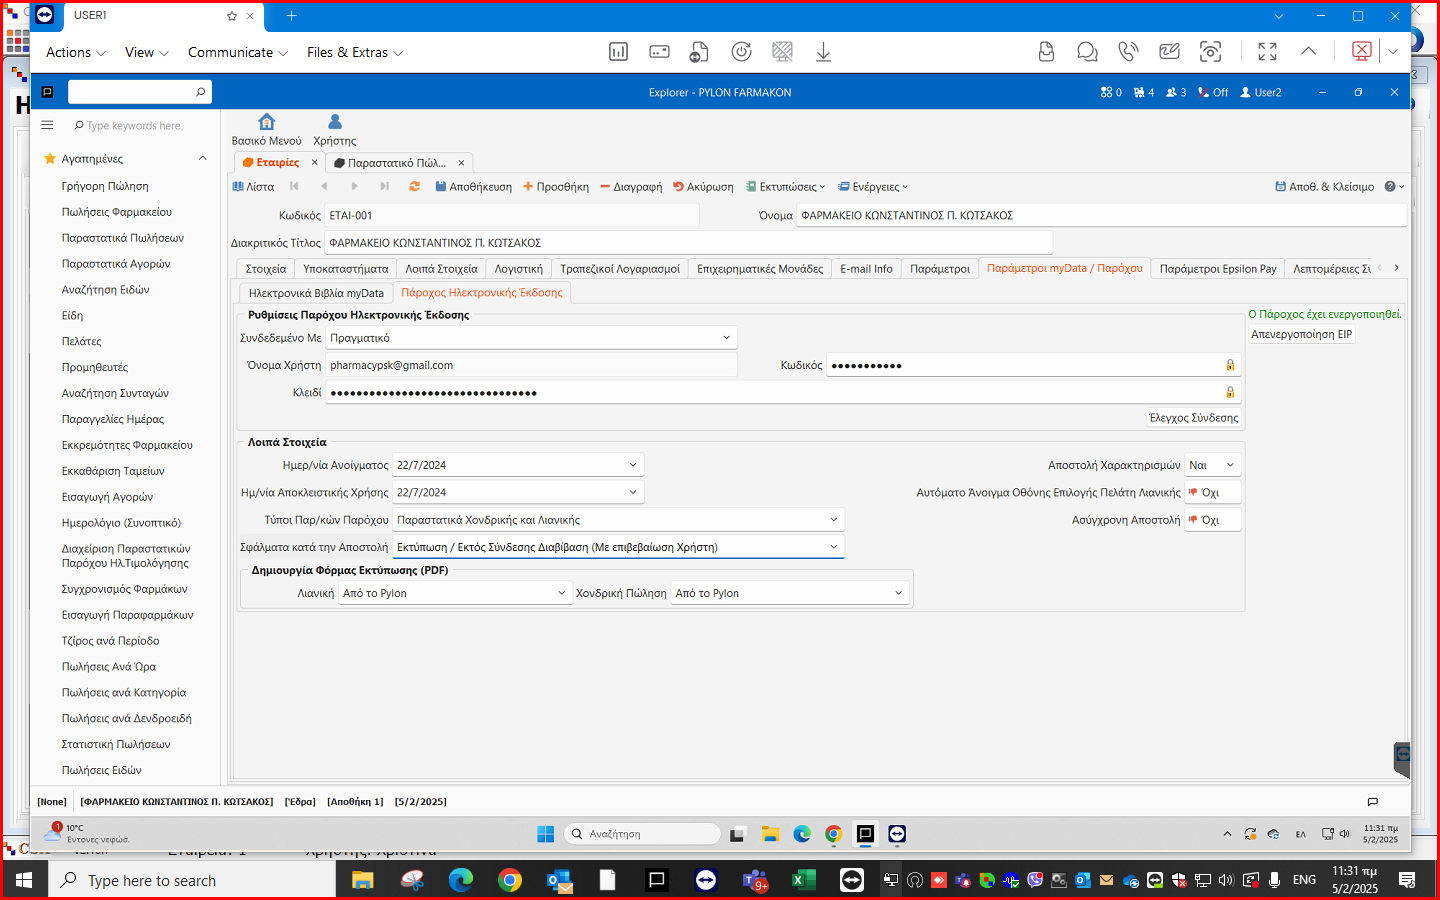 USER1
Actions
View
Communicate
Files & Extras
Explorer - PYLON FARMAKON
0
4
3
Off
User2
Type keywords here
Βασικό Μενού
Χρήστης
Αγαπημένες
Γρήγορη Πώληση
Πωλήσεις Φαρμακείου
Παραστατικά Πωλήσεων
Παραστατικά Αγορών
Αναζήτηση Ειδών
Είδη
Πελάτες
Προμηθευτές
Αναζήτηση Συνταγών
Παραγγελίες Ημέρας
Εκκρεμότητες Φαρμακείου
Εκκαθάριση Ταμείων
Εισαγωγή Αγορών
Ημερολόγιο (Συνοπτικό)
Διαχείριση Παραστατικών
Παρόχου Ηλ.Τιμολόγησης
Συγχρονισμός Φαρμάκων
Εισαγωγή Παραφαρμάκων
Τζίρος ανά Περίοδο
Πωλήσεις Ανά Ώρα
Πωλήσεις ανά Κατηγορία
Πωλήσεις ανά Δενδροειδή
Στατιστική Πωλήσεων
Πωλήσεις Ειδών
Εταιρίες
Παραστατικό Πώλ...
Λίστα
Αποθήκευση
Προσθήκη
Διαγραφή
Ακύρωση
Εκτυπώσεις
Ενέργειες
Αποθ. & Κλείσιμο
Κωδικός ΕΤΑΙ-001
Όνομα ΦΑΡΜΑΚΕΙΟ ΚΩΝΣΤΑΝΤΙΝΟΣ Π. ΚΩΤΣΑΚΟΣ
Διακριτικός Τίτλος ΦΑΡΜΑΚΕΙΟ ΚΩΝΣΤΑΝΤΙΝΟΣ Π. ΚΩΤΣΑΚΟΣ
Στοιχεία
Υποκαταστήματα
Λοιπά Στοιχεία
Λογιστική
Τραπεζικοί Λογαριασμοί
Επιχειρηματικές Μονάδες
E-mail Info
Παράμετροι
Παράμετροι myData / Παρόχου
Παράμετροι Epsilon Pay
Λεπτομέρειες Σι
Ηλεκτρονικά Βιβλία myData
Πάροχος Ηλεκτρονικής Έκδοσης
Ρυθμίσεις Παρόχου Ηλεκτρονικής Έκδοσης
Ο Πάροχος έχει ενεργοποιηθεί.
Απενεργοποίηση EIP
Συνδεδεμένο Με Πραγματικό
Όνομα Χρήστη pharmacypsk@gmail.com
Κωδικός ●●●●●●●●●●●
Κλειδί ●●●●●●●●●●●●●●●●●●●●●●●●●●●●●●●●
Έλεγχος Σύνδεσης
Λοιπά Στοιχεία
Ημερ/νία Ανοίγματος 22/7/2024
Αποστολή Χαρακτηρισμών Ναι
Ημ/νία Αποκλειστικής Χρήσης 22/7/2024
Αυτόματο Άνοιγμα Οθόνης Επιλογής Πελάτη Λιανικής Όχι
Τύποι Παρ/κών Παρόχου Παραστατικά Χονδρικής και Λιανικής
Ασύγχρονη Αποστολή Όχι
Σφάλματα κατά την Αποστολή Εκτύπωση / Εκτός Σύνδεσης Διαβίβαση (Με επιβεβαίωση Χρήστη)
Δημιουργία Φόρμας Εκτύπωσης (PDF)
Λιανική Από το Pylon
Χονδρική Πώληση Από το Pylon
[None]
[ΦΑΡΜΑΚΕΙΟ ΚΩΝΣΤΑΝΤΙΝΟΣ Π. ΚΩΤΣΑΚΟΣ]
[Έδρα]
[Αποθήκη 1]
[5/2/2025]
1
10°C
Έντονες νεφώσ.
Αναζήτηση
ΕΛ
11:31 πμ
5/2/2025
Type here to search
9+
ENG
11:31 πμ
5/2/2025